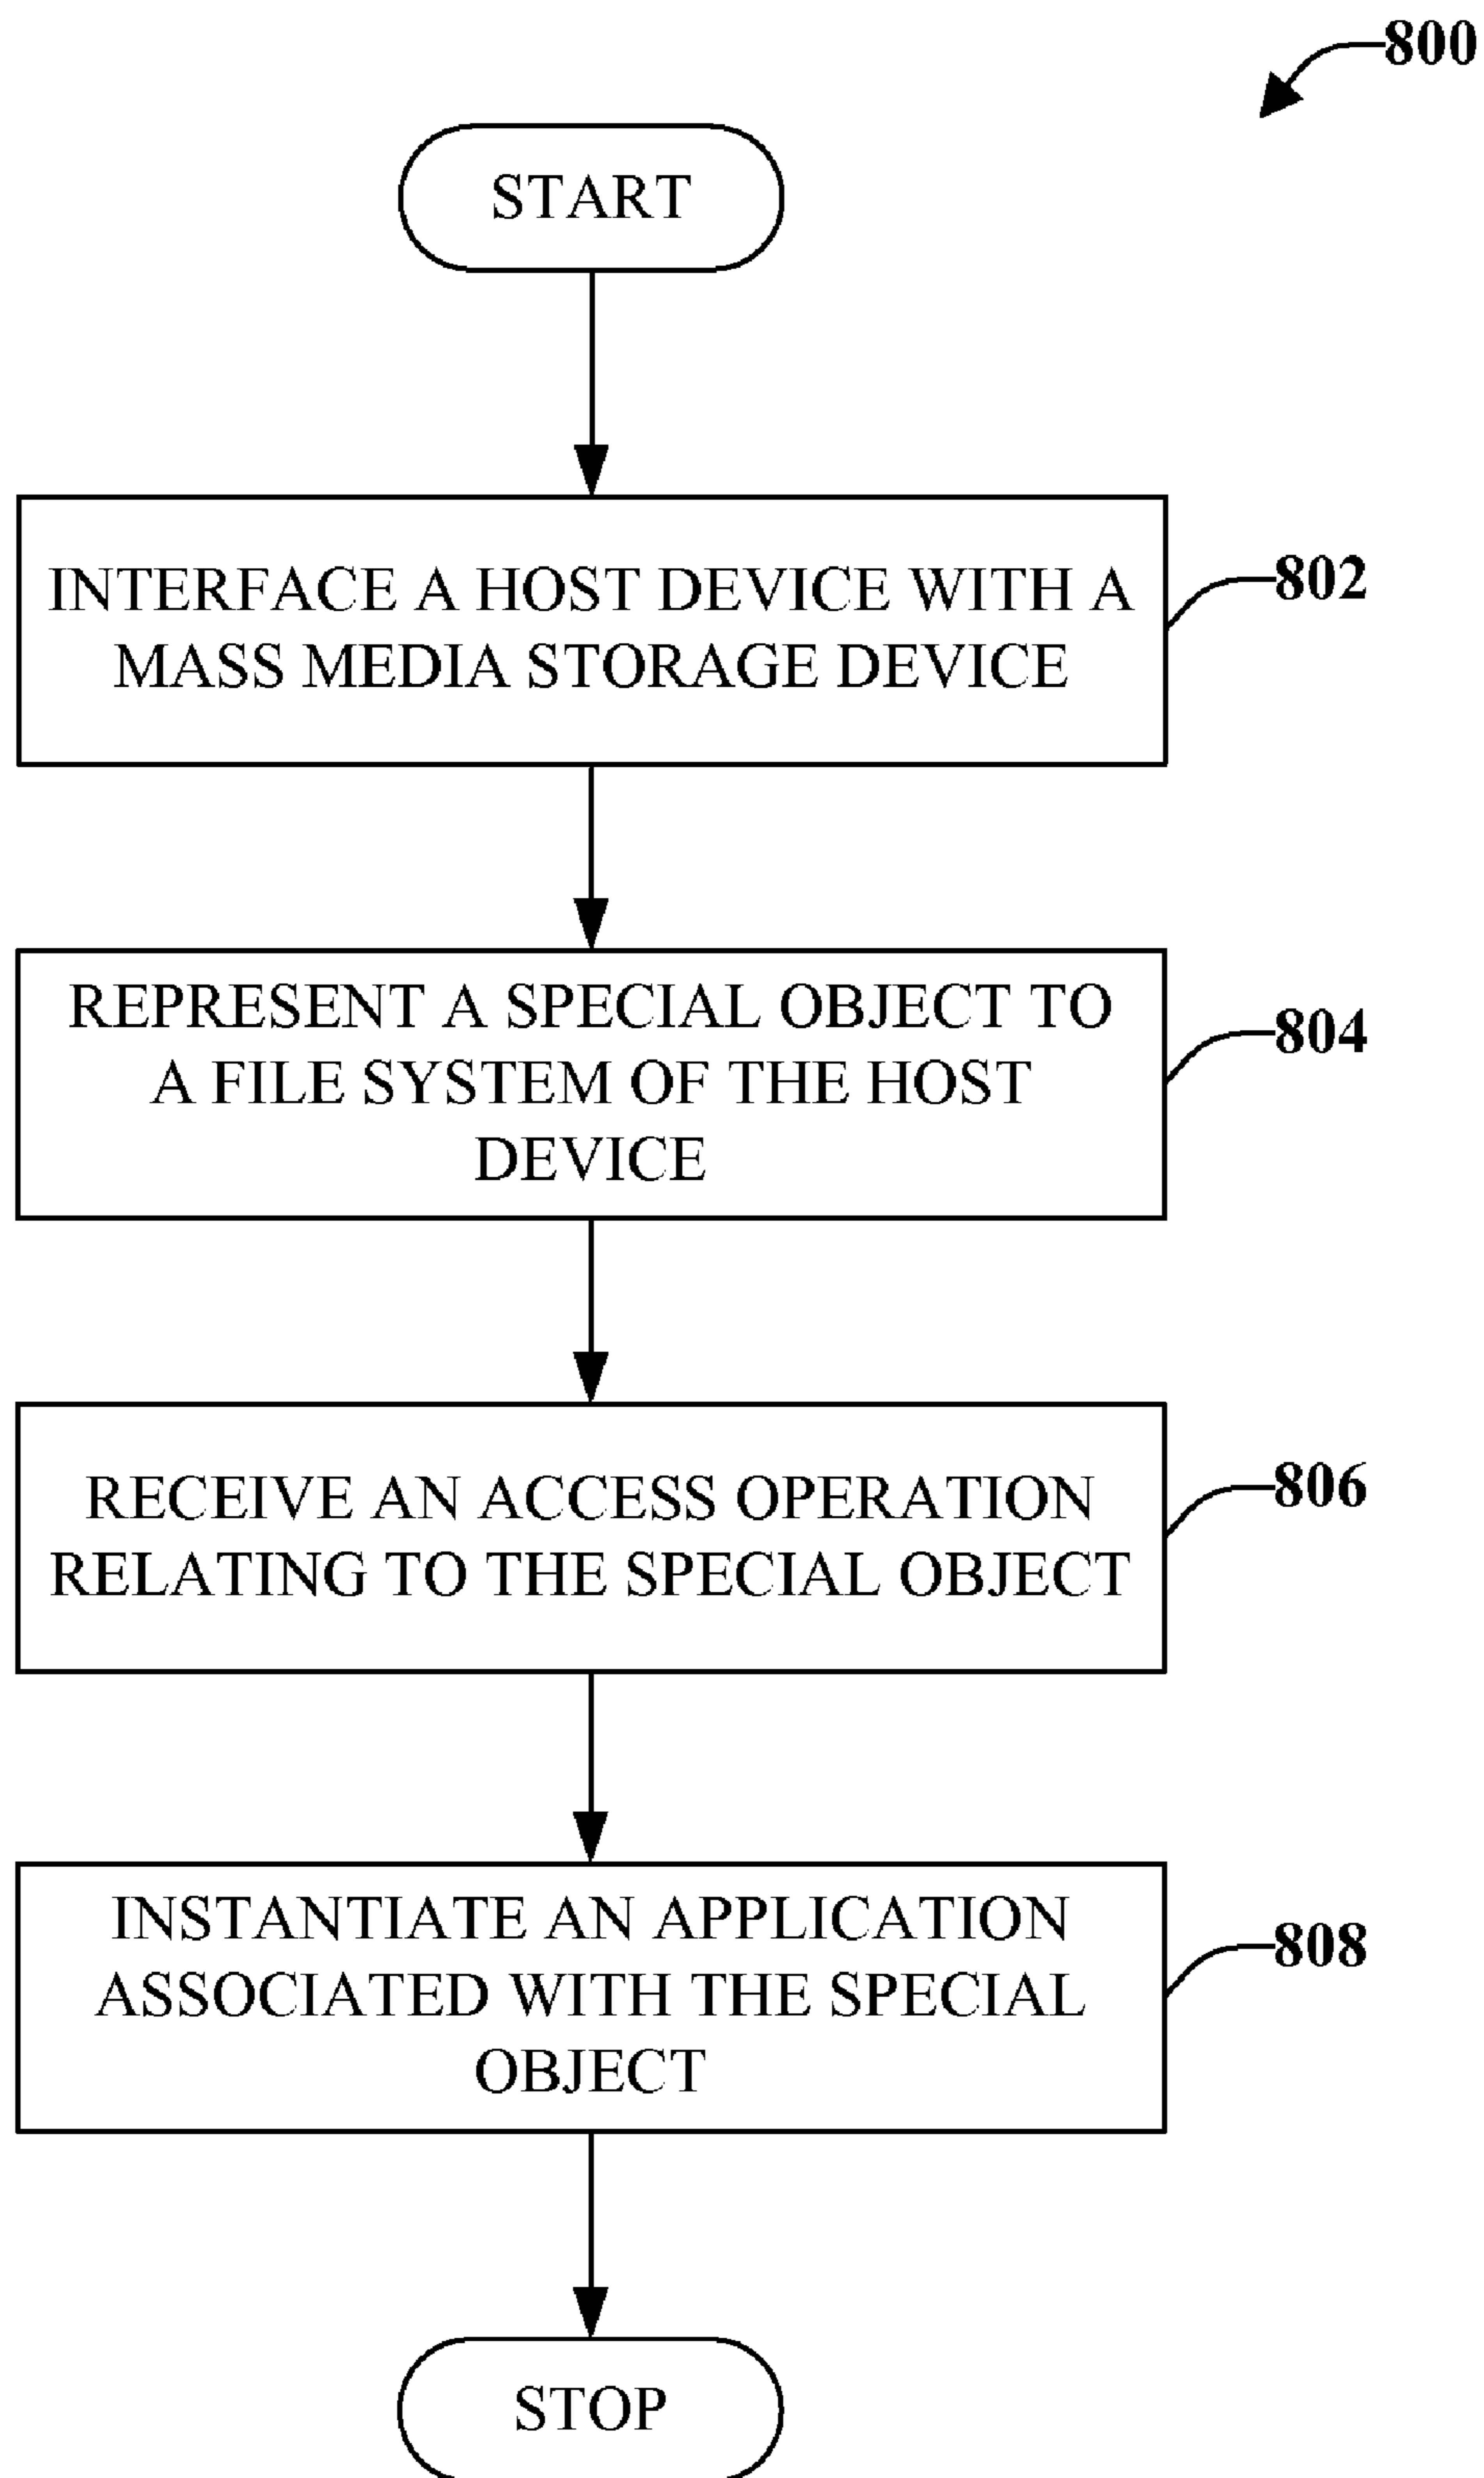 800
START
INTERFACE A HOST DEVICE WITH A
MASS MEDIA STORAGE DEVICE
802
REPRESENT A SPECIAL OBJECT TO
A FILE SYSTEM OF THE HOST
DEVICE
804
RECEIVE AN ACCESS OPERATION
RELATING TO THE SPECIAL OBJECT
806
INSTANTIATE AN APPLICATION
ASSOCIATED WITH THE SPECIAL
OBJECT
808
STOP